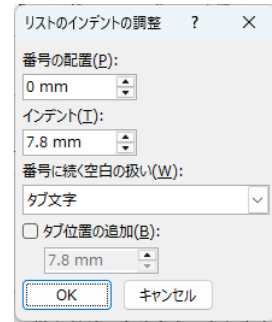 リストのインデントの調整 ? ×
番号の配置(P):
0 mm
インデント(T):
7.8 mm
番号に続く空白の扱い(W):
タブ文字
タブ位置の追加(B):
7.8 mm
OK キャンセル